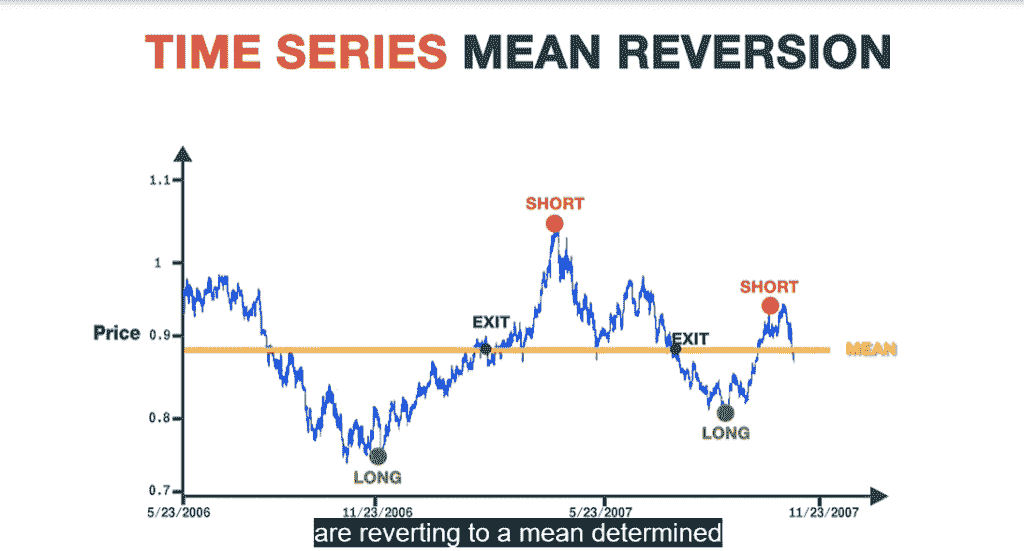 TIME SERIES MEAN REVERSION
1.1
SHORT
1
SHORT
EXIT
Price
0.9
EXIT
MEAN
0.8
LONG
LONG
0.7
5/23/2006
11/23/2006
5/23/2007
11/23/2007
are reverting to a mean determined